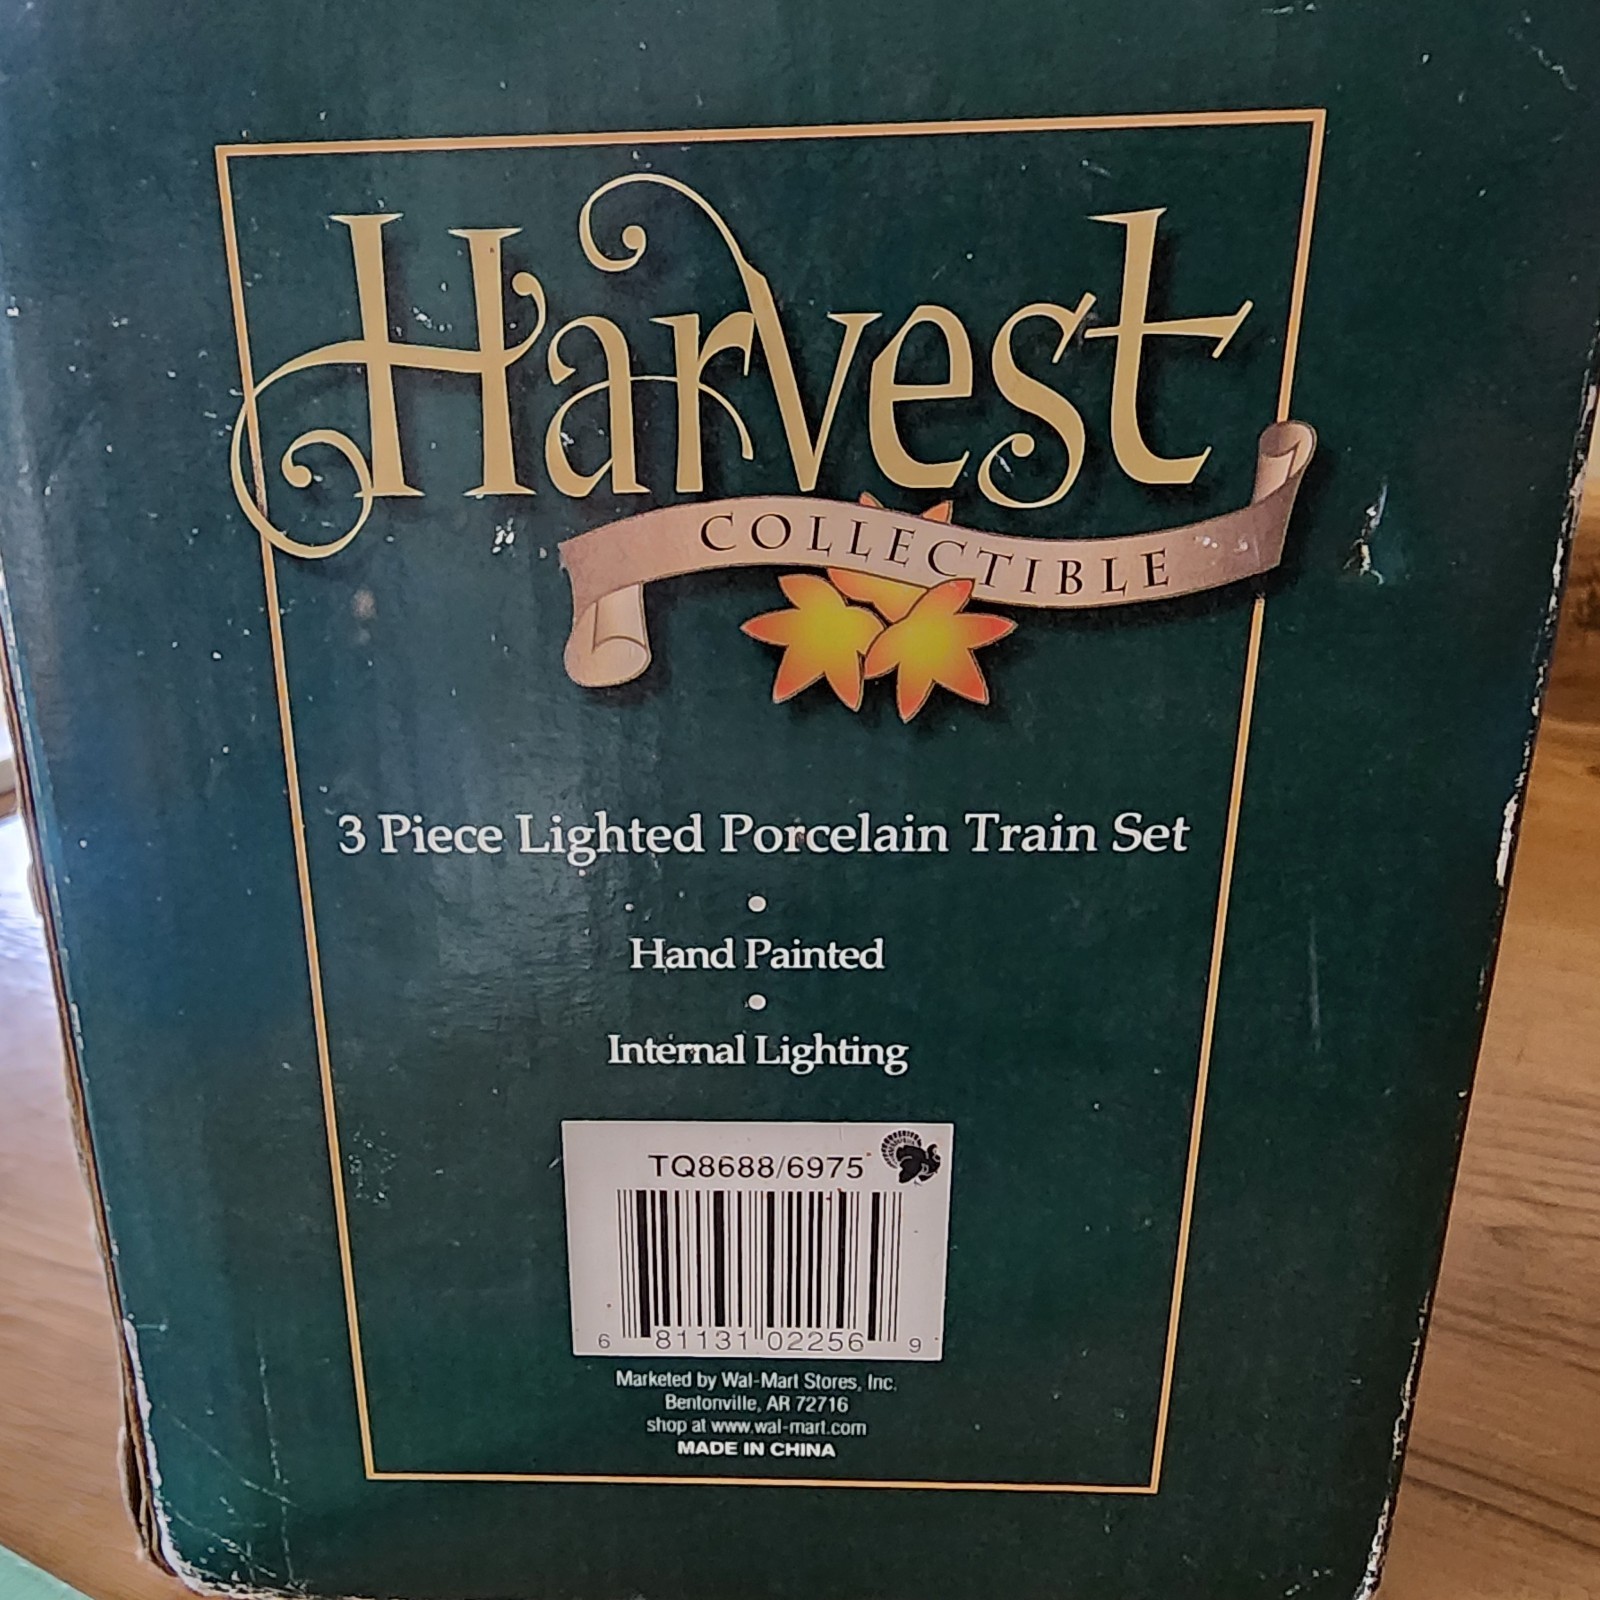 Harvest
COLLECTIBLE
3 Piece Lighted Porcelain Train Set
•
Hand Painted
•
Internal Lighting
TQ8688/6975
6 81131 02256 9
Marketed by Wal-Mart Stores, Inc.
Bentonville, AR 72716
shop at www.wal-mart.com
MADE IN CHINA